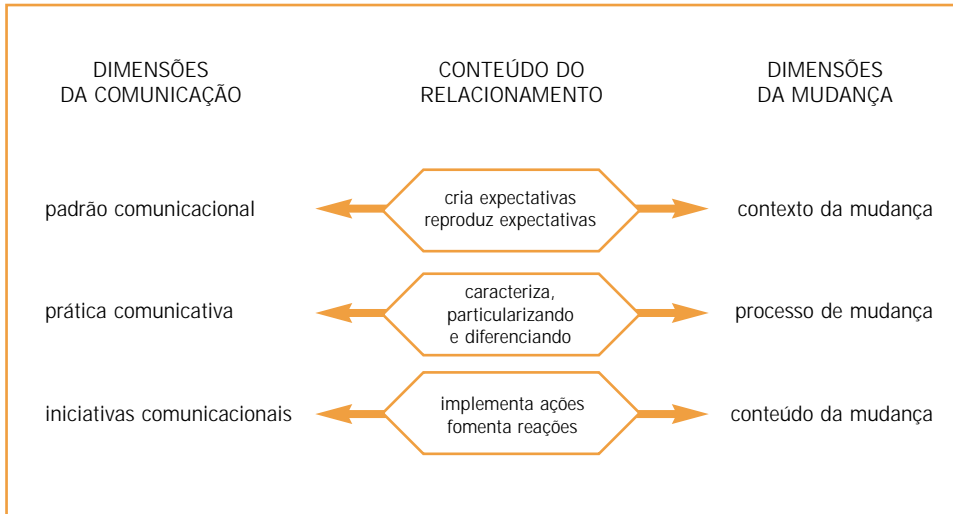 DIMENSÕES
DA COMUNICAÇÃO
CONTEÚDO DO
RELACIONAMENTO
DIMENSÕES
DA MUDANÇA
padrão comunicacional
cria expectativas
reproduz expectativas
contexto da mudança
prática comunicativa
caracteriza,
particularizando
e diferenciando
processo de mudança
iniciativas comunicacionais
implementa ações
fomenta reações
conteúdo da mudança